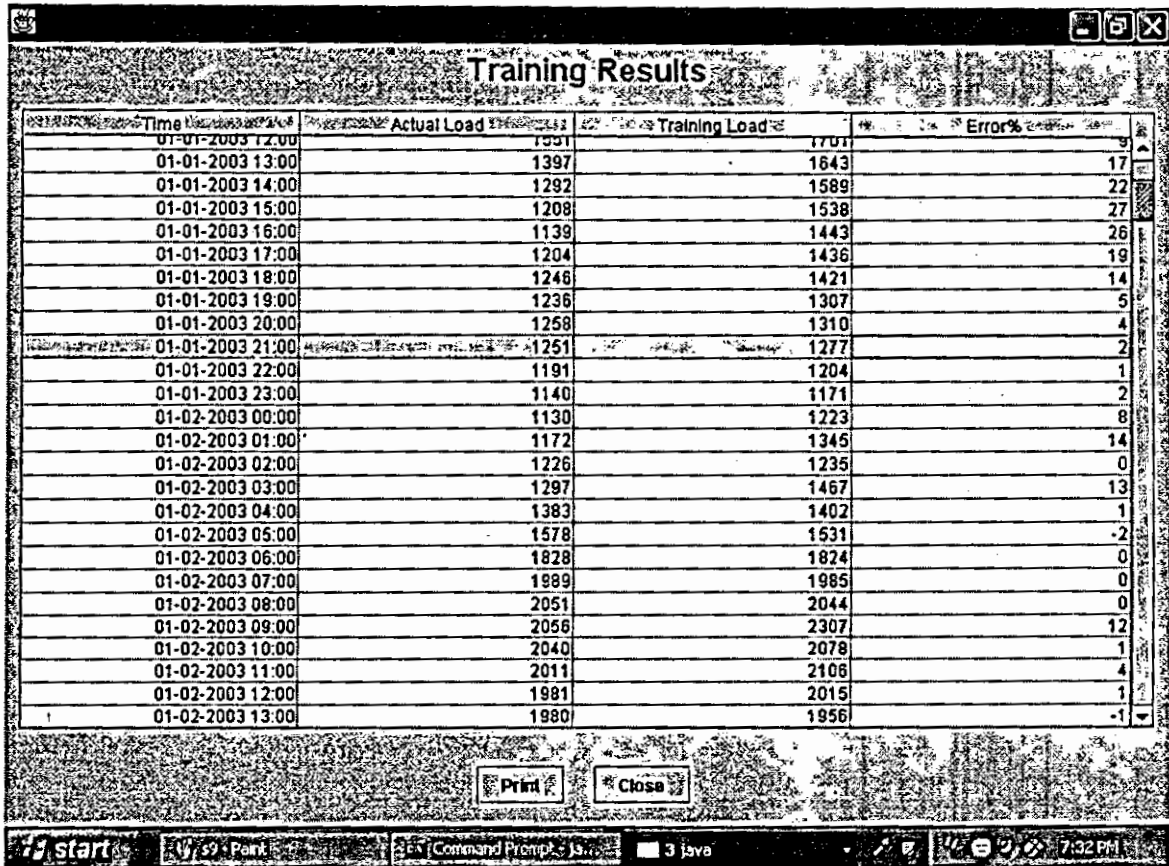 Training Results
Time Actual Load Training Load Error%
01-01-2003 12:00 1551 1701 9
01-01-2003 13:00 1397 1643 17
01-01-2003 14:00 1292 1589 22
01-01-2003 15:00 1208 1538 27
01-01-2003 16:00 1139 1443 26
01-01-2003 17:00 1204 1436 19
01-01-2003 18:00 1246 1421 14
01-01-2003 19:00 1236 1307 5
01-01-2003 20:00 1258 1310 4
01-01-2003 21:00 1251 1277 2
01-01-2003 22:00 1191 1204 1
01-01-2003 23:00 1140 1171 2
01-02-2003 00:00 1130 1223 8
01-02-2003 01:00 1172 1345 14
01-02-2003 02:00 1226 1235 0
01-02-2003 03:00 1297 1467 13
01-02-2003 04:00 1383 1402 1
01-02-2003 05:00 1578 1531 -2
01-02-2003 06:00 1828 1824 0
01-02-2003 07:00 1989 1985 0
01-02-2003 08:00 2051 2044 0
01-02-2003 09:00 2056 2307 12
01-02-2003 10:00 2040 2078 1
01-02-2003 11:00 2011 2106 4
01-02-2003 12:00 1981 2015 1
01-02-2003 13:00 1980 1956 -1
Print Close
start s9 - Paint Command Prompt - ja... 3 java 7:32 PM